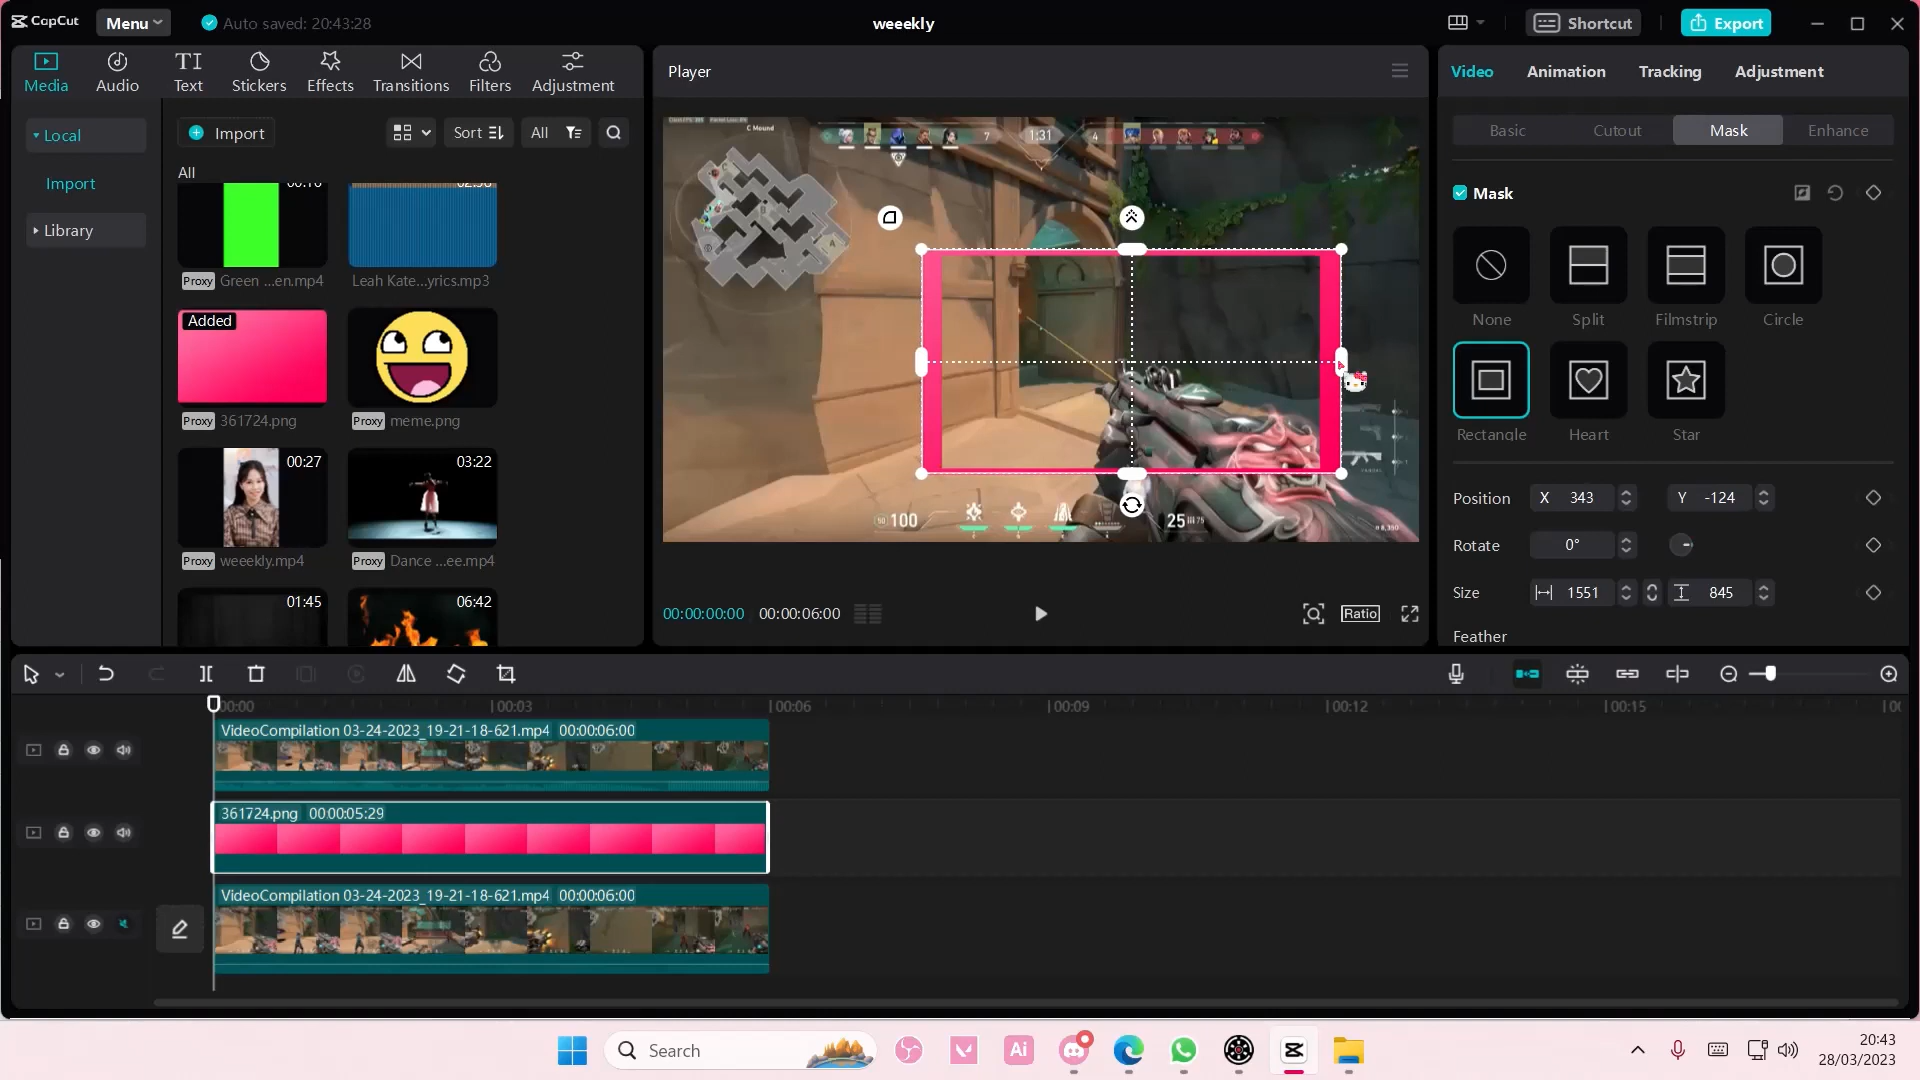 CapCut Menu Auto saved: 20:43:28 weeekly Shortcut Export
Media Audio Text Stickers Effects Transitions Filters Adjustment
Local
Import
Library
Import Sort All
All
Proxy Green ...en.mp4
Leah Kate...yrics.mp3
Added
Proxy 361724.png
Proxy meme.png
00:27
03:22
Proxy weeekly.mp4
Proxy Dance ...ee.mp4
01:45
06:42
Player
C Mound
7 1:31 4
A
100
25 75
00:00:00:00 00:00:06:00
Ratio
Video Animation Tracking Adjustment
Basic Cutout Mask Enhance
Mask
None Split Filmstrip Circle
Rectangle Heart Star
Position X 343 Y -124
Rotate 0°
Size 1551 845
Feather
00:00 00:03 00:06 00:09 00:12 00:15
VideoCompilation 03-24-2023_19-21-18-621.mp4 00:00:06:00
361724.png 00:00:05:29
VideoCompilation 03-24-2023_19-21-18-621.mp4 00:00:06:00
Search
Ai
20:43
28/03/2023